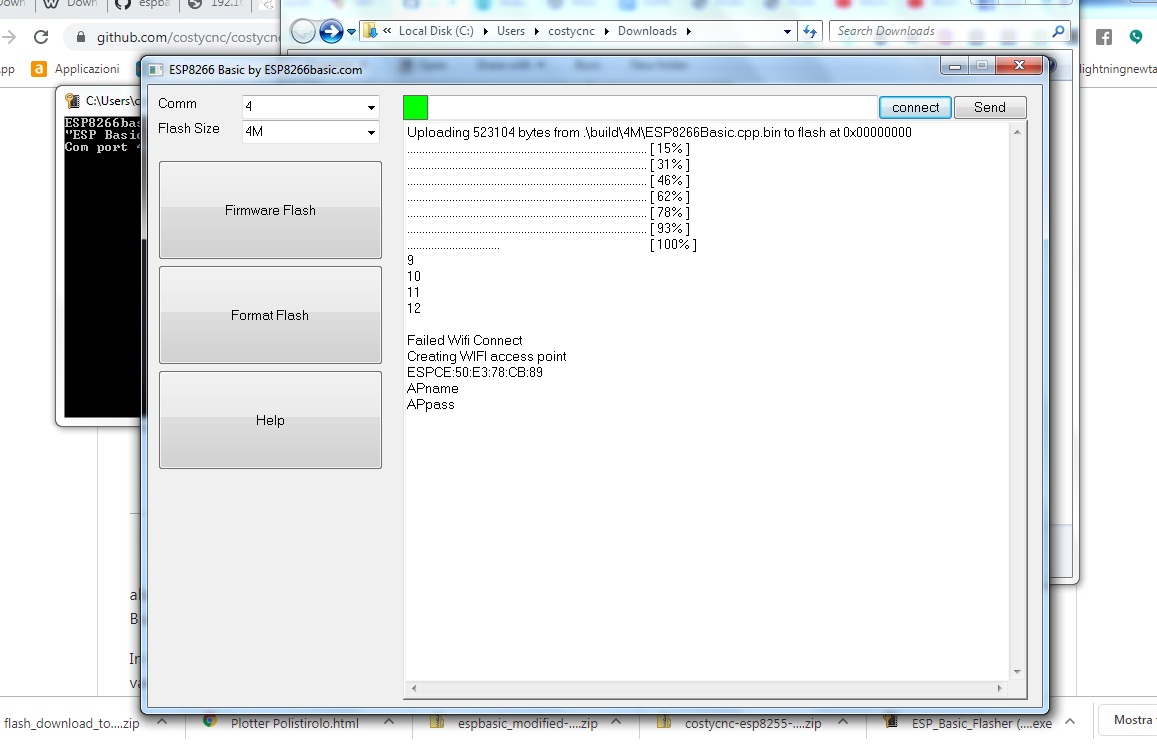 Down
Down
espba
192.1
github.com/costycnc/costycnc
« Local Disk (C:) Users costycnc Downloads
Search Downloads
pp
Applicazioni
lightningnewta
C:\Users\c
ESP8266bas
"ESP Basic
Com port 4
ESP8266 Basic by ESP8266basic.com
Comm
4
Flash Size
4M
connect
Send
Firmware Flash
Format Flash
Help
Uploading 523104 bytes from .\build\4M\ESP8266Basic.cpp.bin to flash at 0x00000000
................................................................................ [ 15% ]
................................................................................ [ 31% ]
................................................................................ [ 46% ]
................................................................................ [ 62% ]
................................................................................ [ 78% ]
................................................................................ [ 93% ]
............................... [ 100% ]
9
10
11
12
Failed Wifi Connect
Creating WIFI access point
ESPCE:50:E3:78:CB:89
APname
APpass
B
In
flash_download_to....zip
Plotter Polistirolo.html
espbasic_modified-....zip
costycnc-esp8255-....zip
ESP_Basic_Flasher (....exe
Mostra